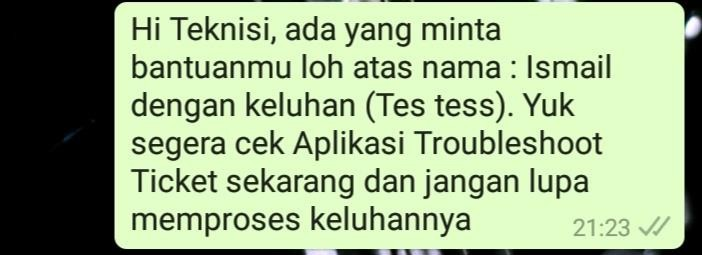 Hi Teknisi, ada yang minta
bantuanmu loh atas nama : Ismail
dengan keluhan (Tes tess). Yuk
segera cek Aplikasi Troubleshoot
Ticket sekarang dan jangan lupa
memproses keluhannya
21:23